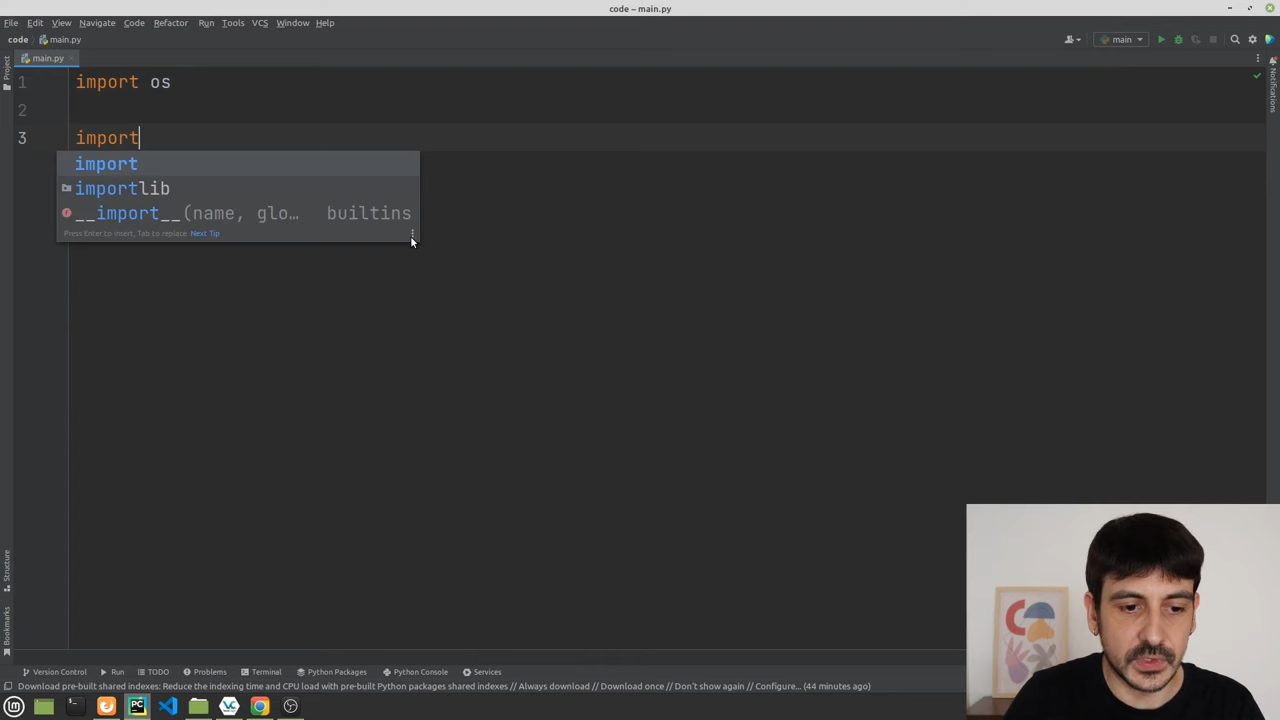 code – main.py
File Edit View Navigate Code Refactor Run Tools VCS Window Help
code main.py
main
main.py
Project
Notifications
1 import os
2
3 import
import
importlib
__import__(name, glo… builtins
Press Enter to insert, Tab to replace Next Tip
Structure
Bookmarks
Version Control Run TODO Problems Terminal Python Packages Python Console Services
Download pre-built shared indexes: Reduce the indexing time and CPU load with pre-built Python packages shared indexes // Always download // Download once // Don't show again // Configure... (44 minutes ago)